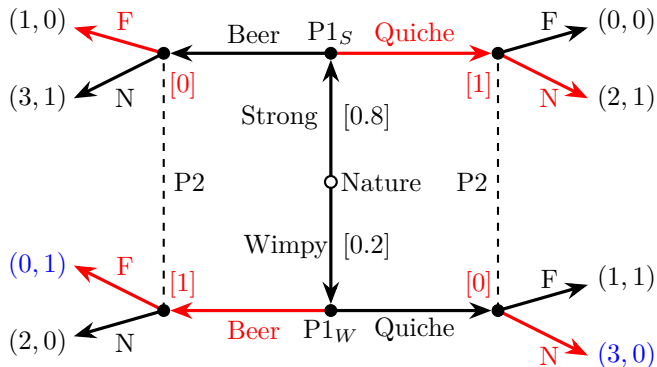 (1,0) F Beer P1_S Quiche F (0,0)
(3,1) N [0] [1] N (2,1)
Strong [0.8]
P2 Nature P2
Wimpy [0.2]
(0,1) F [1] [0] F (1,1)
(2,0) N Beer P1_W Quiche N (3,0)